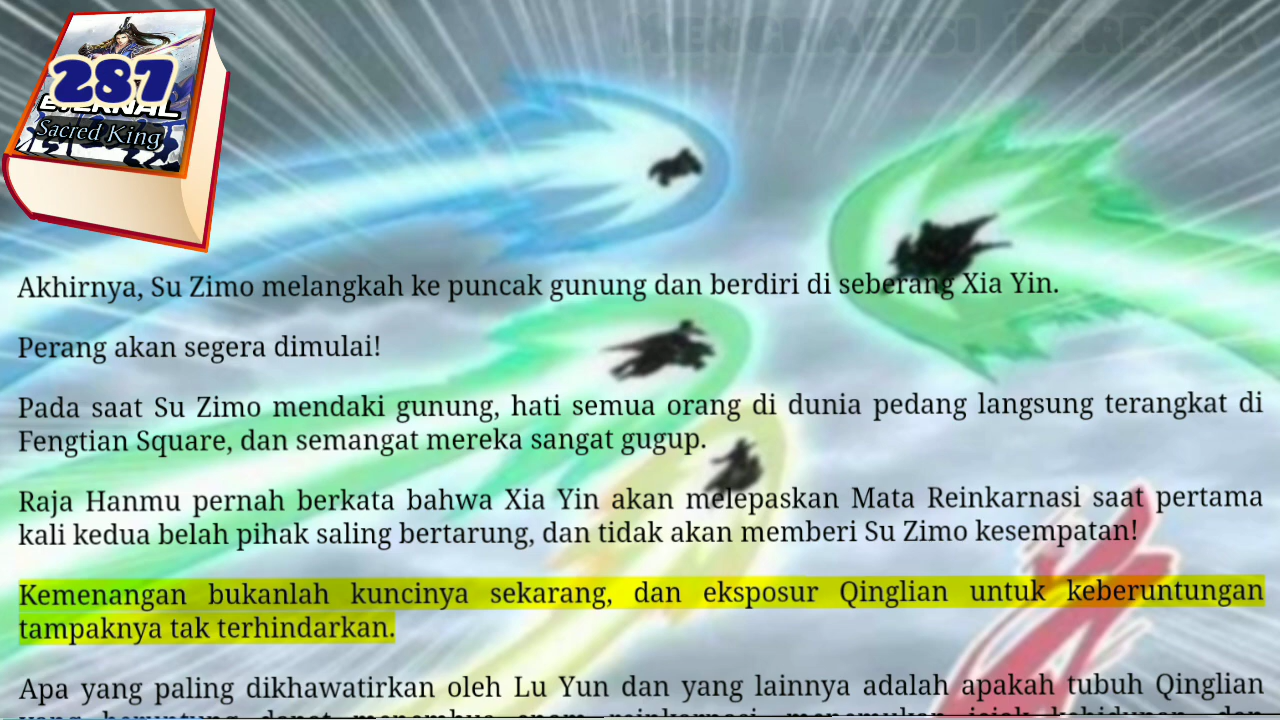 287
ETERNAL
Sacred King
Akhirnya, Su Zimo melangkah ke puncak gunung dan berdiri di seberang Xia Yin.
Perang akan segera dimulai!
Pada saat Su Zimo mendaki gunung, hati semua orang di dunia pedang langsung terangkat di
Fengtian Square, dan semangat mereka sangat gugup.
Raja Hanmu pernah berkata bahwa Xia Yin akan melepaskan Mata Reinkarnasi saat pertama
kali kedua belah pihak saling bertarung, dan tidak akan memberi Su Zimo kesempatan!
Kemenangan bukanlah kuncinya sekarang, dan eksposur Qinglian untuk keberuntungan
tampaknya tak terhindarkan.
Apa yang paling dikhawatirkan oleh Lu Yun dan yang lainnya adalah apakah tubuh Qinglian